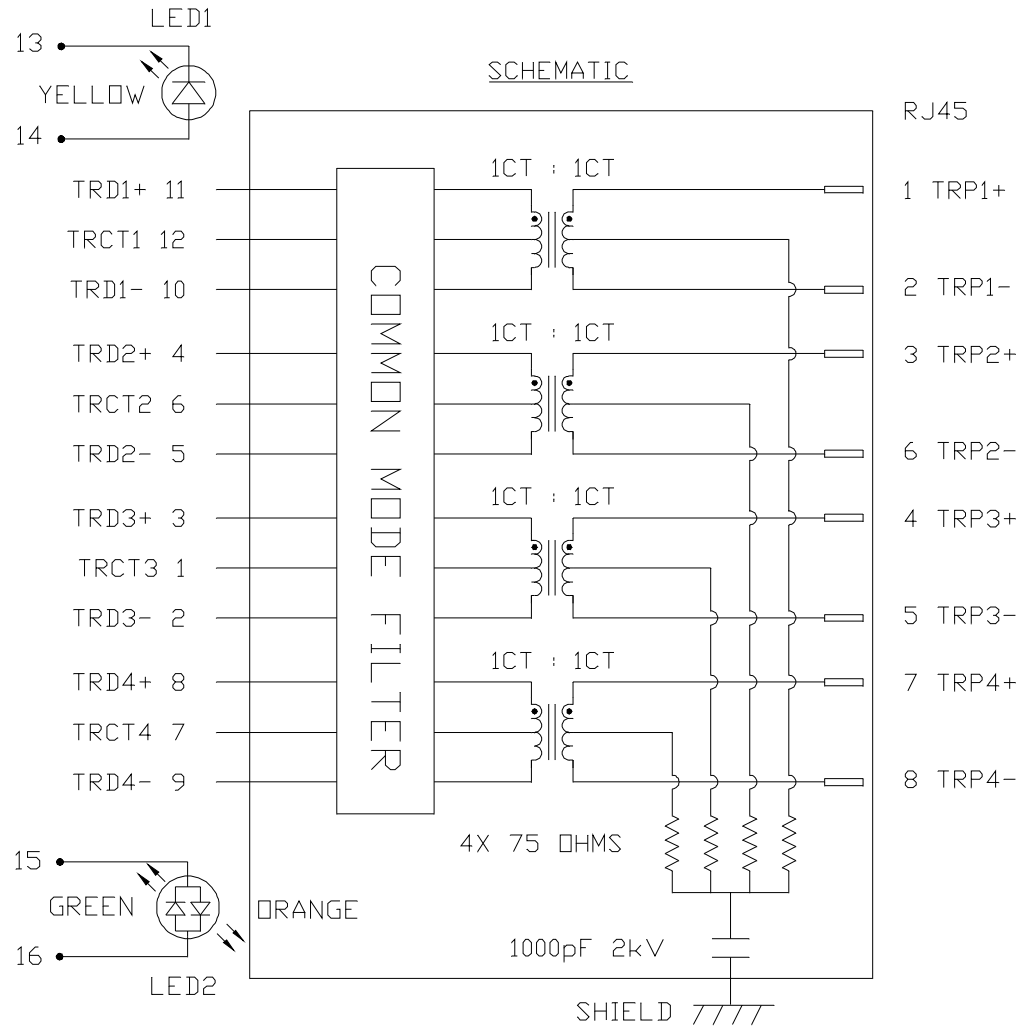 LED1
13
SCHEMATIC
YELLOW
RJ45
14
1CT : 1CT
TRD1+ 11
1 TRP1+
TRCT1 12
TRD1- 10
2 TRP1-
1CT : 1CT
TRD2+ 4
3 TRP2+
TRCT2 6
TRD2- 5
6 TRP2-
COMMON MODE FILTER
1CT : 1CT
TRD3+ 3
4 TRP3+
TRCT3 1
TRD3- 2
5 TRP3-
1CT : 1CT
TRD4+ 8
7 TRP4+
TRCT4 7
TRD4- 9
8 TRP4-
4X 75 OHMS
15
GREEN
ORANGE
1000pF 2kV
16
LED2
SHIELD